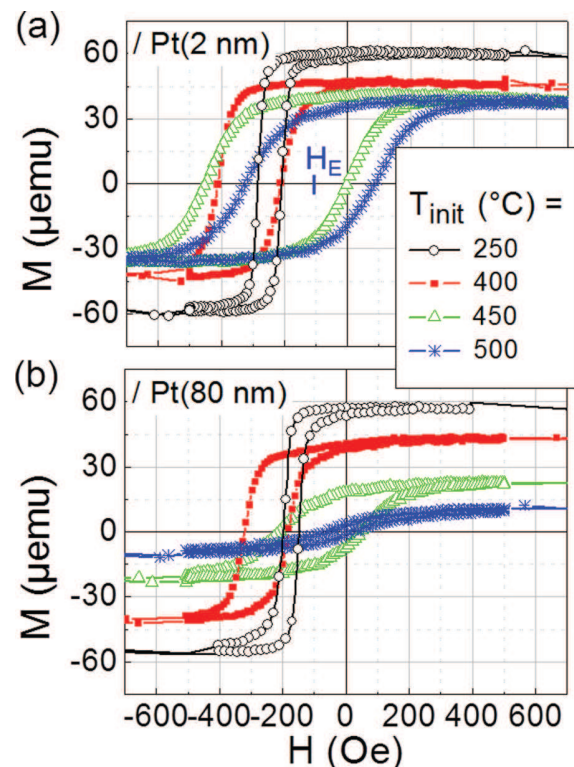 (a)
/ Pt(2 nm)
60
30
0
-30
-60
M (µemu)
H_E
T_init (°C) =
250
400
450
500
(b)
/ Pt(80 nm)
60
30
0
-30
-60
M (µemu)
-600 -400 -200 0 200 400 600
H (Oe)